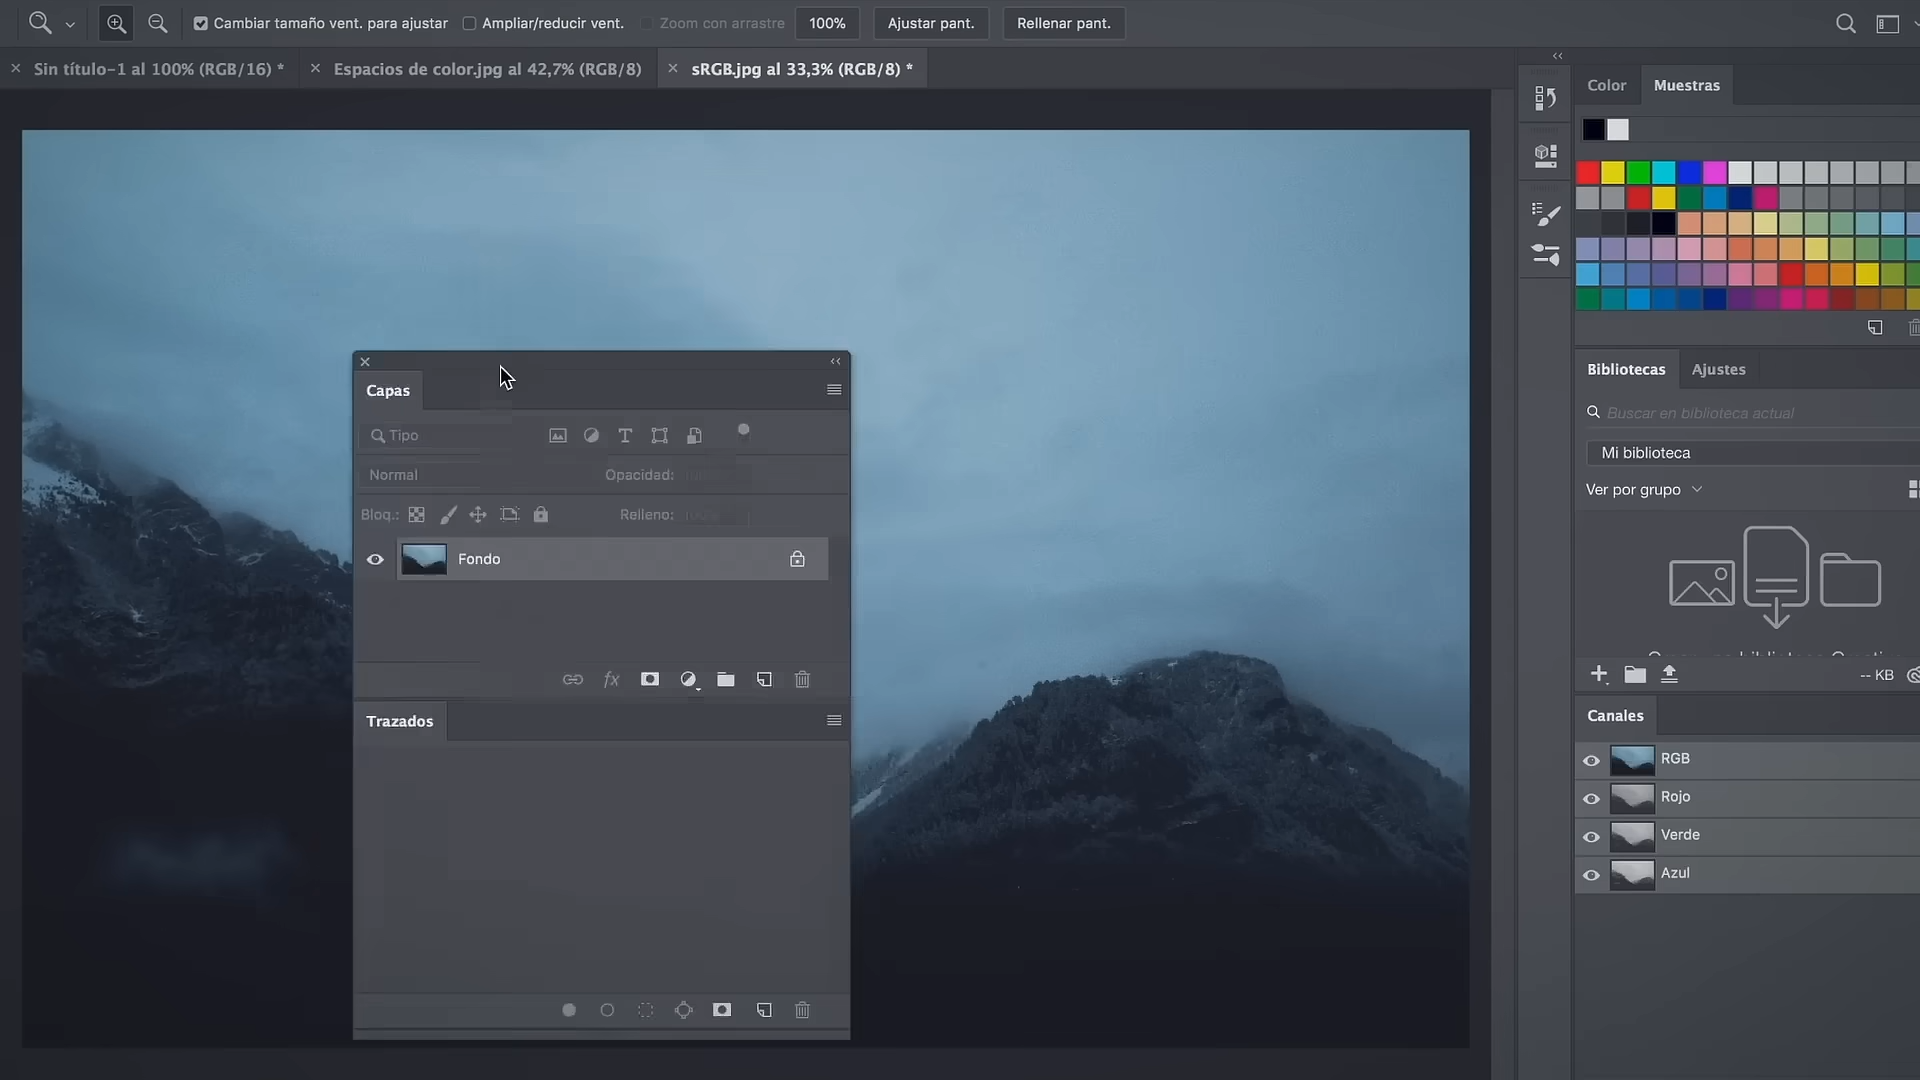 Cambiar tamaño vent. para ajustar Ampliar/reducir vent. Zoom con arrastre 100% Ajustar pant. Rellenar pant.
Sin título-1 al 100% (RGB/16) * Espacios de color.jpg al 42,7% (RGB/8) sRGB.jpg al 33,3% (RGB/8) *
Color Muestras
Capas
Tipo
Normal Opacidad:
Bloq.: Relleno:
Fondo
fx
Trazados
Bibliotecas Ajustes
Buscar en biblioteca actual
Mi biblioteca
Ver por grupo
-- KB
Canales
RGB
Rojo
Verde
Azul